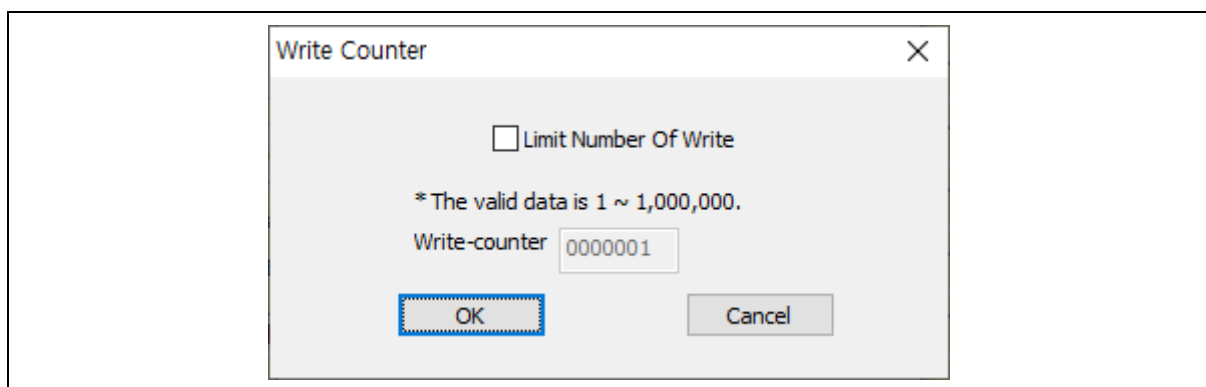 Write Counter
Limit Number Of Write
* The valid data is 1 ~ 1,000,000.
Write-counter 0000001
OK Cancel